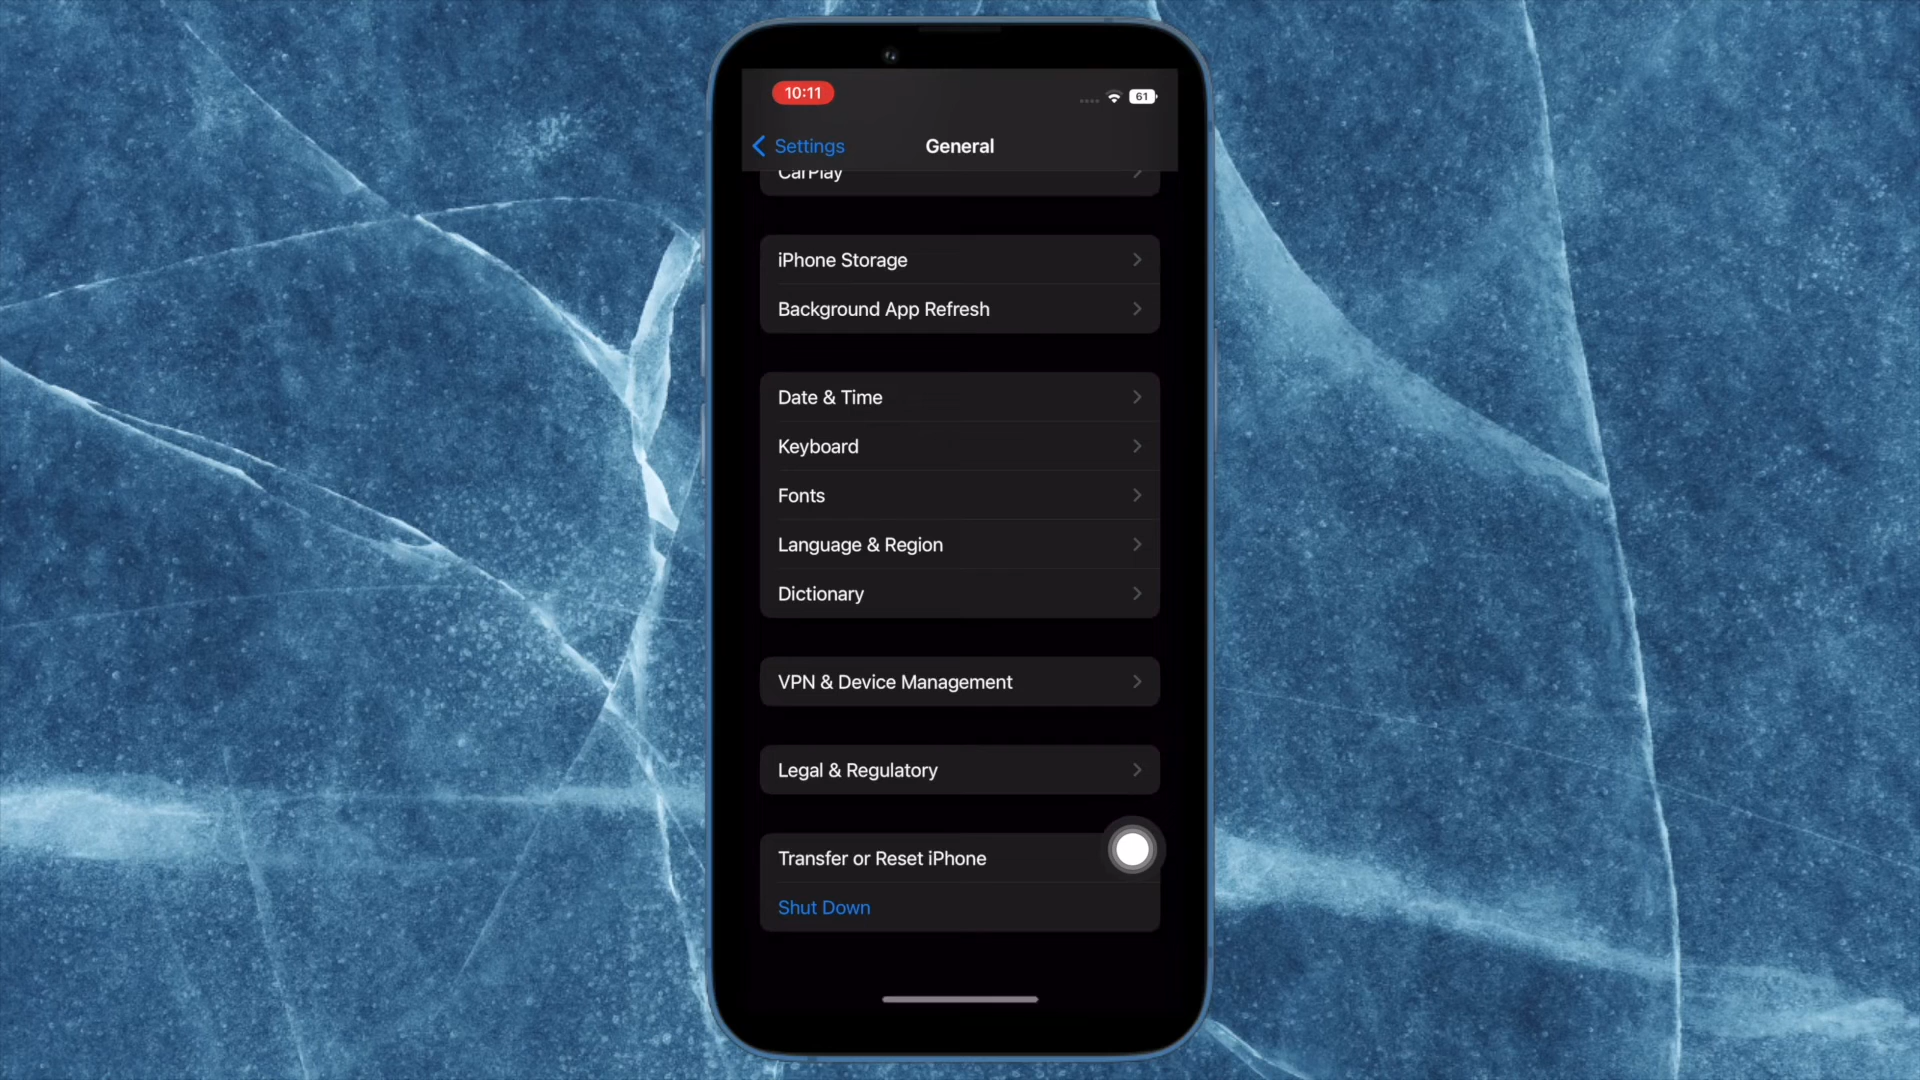 10:11
61
Settings
General
CarPlay
iPhone Storage
Background App Refresh
Date & Time
Keyboard
Fonts
Language & Region
Dictionary
VPN & Device Management
Legal & Regulatory
Transfer or Reset iPhone
Shut Down